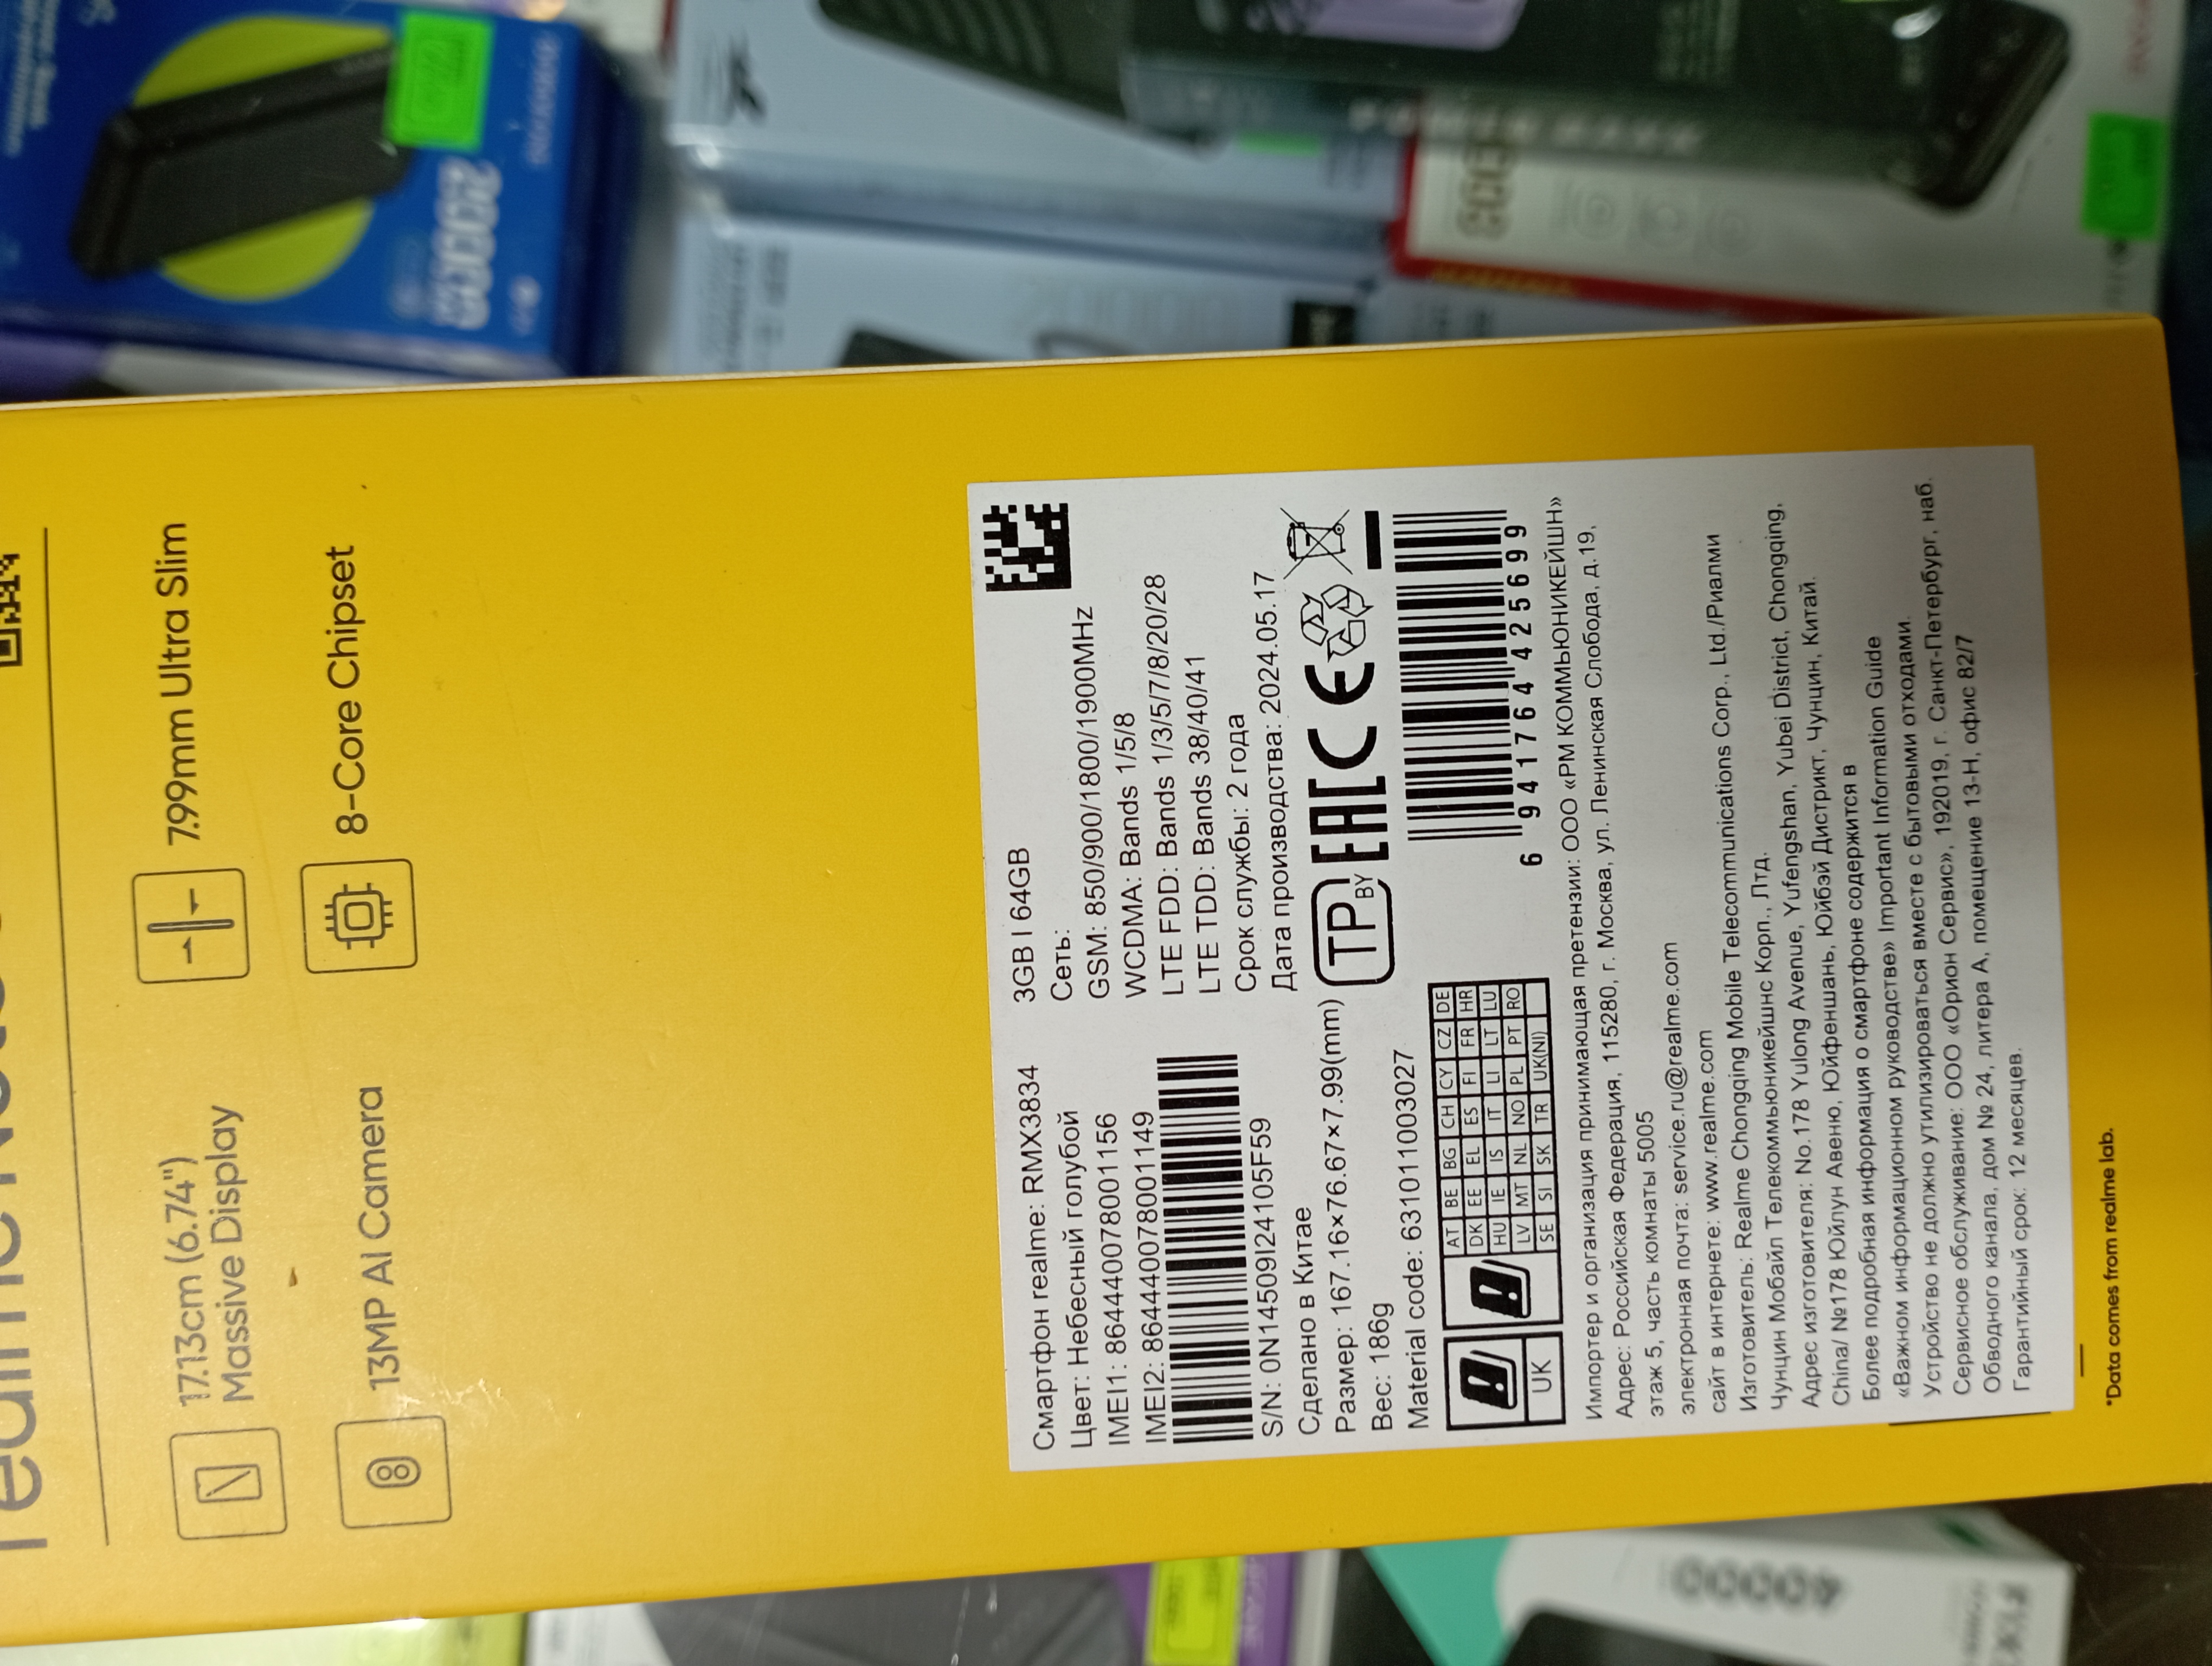 realme
17.13cm (6.74")
Massive Display
7.99mm Ultra Slim
13MP AI Camera
8-Core Chipset
Смартфон realme: RMX3834
Цвет: Небесный голубой
IMEI1: 864440078001156
IMEI2: 864440078001149
S/N: 0N14509I24105F59
Сделано в Китае
Размер: 167.16×76.67×7.99(mm)
Вес: 186g
Material code: 631011003027
3GB I 64GB
Сеть:
GSM: 850/900/1800/1900MHz
WCDMA: Bands 1/5/8
LTE FDD: Bands 1/3/5/7/8/20/28
LTE TDD: Bands 38/40/41
Срок службы: 2 года
Дата производства: 2024.05.17
TP BY EAC CE
6 941764 425699
UK
AT BE BG CH CY CZ DE
DK EE EL ES FI FR HR
HU IE IS IT LI LT LU
LV MT NL NO PL PT RO
SE SI SK TR UK(NI)
Импортер и организация принимающая претензии: ООО «РМ КОММЬЮНИКЕЙШН»
Адрес: Российская Федерация, 115280, г. Москва, ул. Ленинская Слобода, д.19,
этаж 5, часть комнаты 5005
электронная почта: service.ru@realme.com
сайт в интернете: www.realme.com
Изготовитель: Realme Chongqing Mobile Telecommunications Corp., Ltd./Риалми
Чунцин Мобайл Телекоммьюникейшнс Корп., Лтд.
Адрес изготовителя: No.178 Yulong Avenue, Yufengshan, Yubei District, Chongqing,
China/ №178 Юйлун Авеню, Юйфеншань, Юйбэй Дистрикт, Чунцин, Китай.
Более подробная информация о смартфоне содержится в
«Важном информационном руководстве» Important Information Guide
Устройство не должно утилизироваться вместе с бытовыми отходами.
Сервисное обслуживание: ООО «Орион Сервис», 192019, г. Санкт-Петербург, наб.
Обводного канала, дом № 24, литера А, помещение 13-Н, офис 82/7
Гарантийный срок: 12 месяцев.
*Data comes from realme lab.
POWER BANK
40000